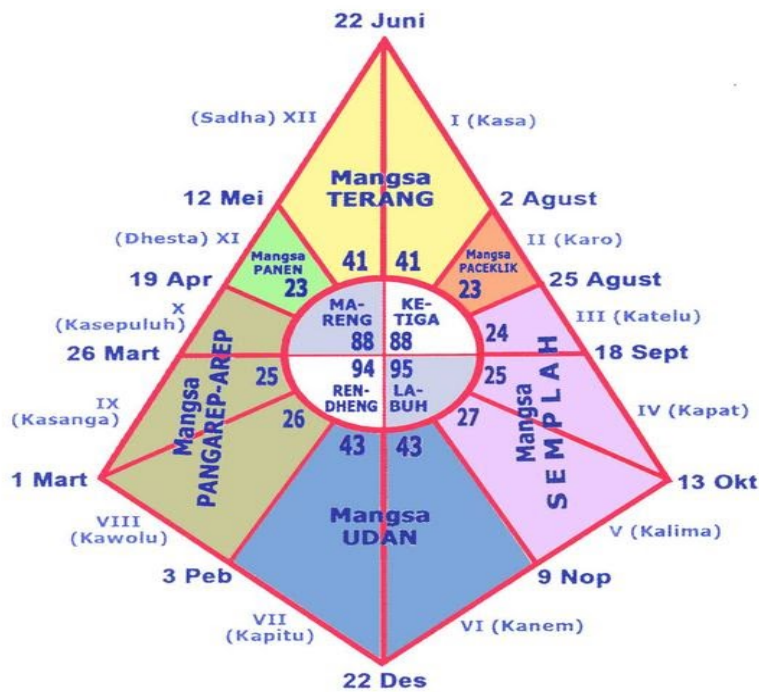 22 Juni
(Sadha) XII
I (Kasa)
Mangsa
TERANG
12 Mei
2 Agust
(Dhesta) XI
II (Karo)
Mangsa
PANEN
23
41
41
Mangsa
PACEKLIK
23
19 Apr
25 Agust
X
(Kasepuluh)
III (Katelu)
MA-
RENG
88
KE-
TIGA
88
24
26 Mart
18 Sept
94
REN-
DHENG
95
LA-
BUH
25
25
26
27
Mangsa
PANGAREP-AREP
Mangsa
SEMPLAH
IX
(Kasanga)
IV (Kapat)
43
43
1 Mart
13 Okt
Mangsa
UDAN
VIII
(Kawolu)
V (Kalima)
3 Peb
9 Nop
VII
(Kapitu)
VI (Kanem)
22 Des